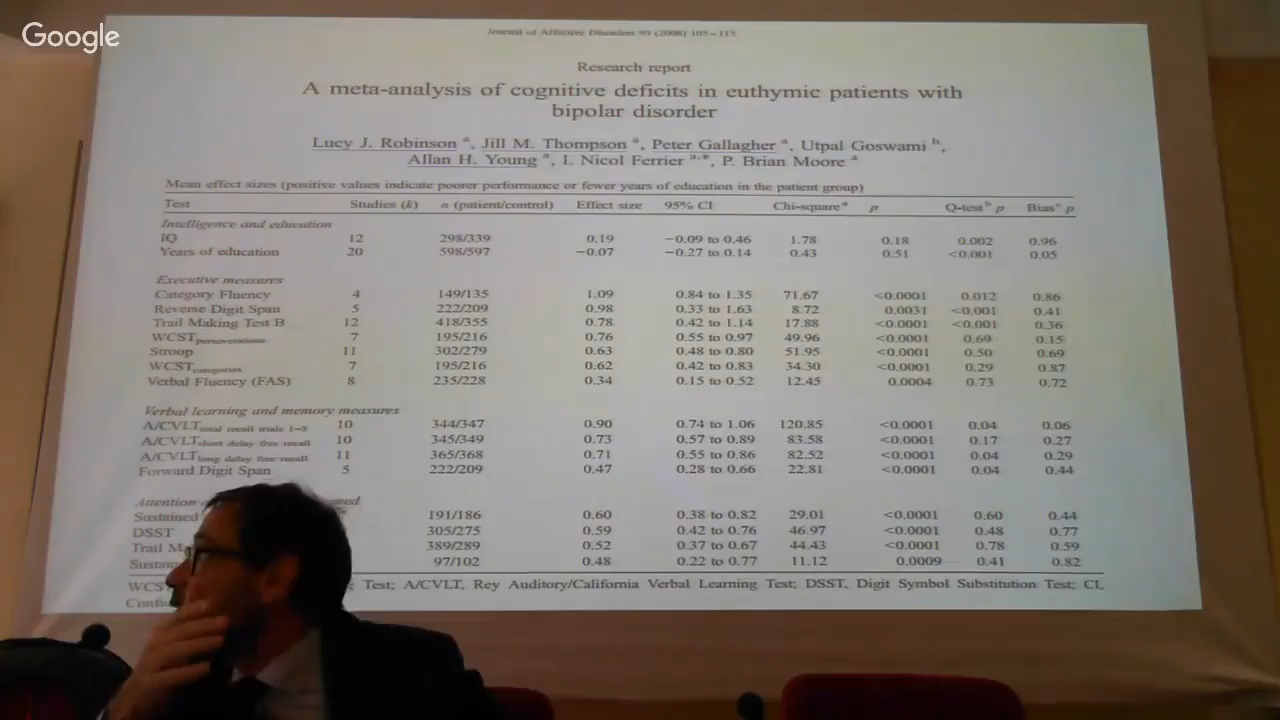 Google
Journal of Affective Disorders 93 (2006) 105–115
Research report
A meta-analysis of cognitive deficits in euthymic patients with
bipolar disorder
Lucy J. Robinson a, Jill M. Thompson a, Peter Gallagher a, Utpal Goswami b,
Allan H. Young a, I. Nicol Ferrier a,*, P. Brian Moore a
Mean effect sizes (positive values indicate poorer performance or fewer years of education in the patient group)
Test Studies (k) n (patient/control) Effect size 95% CI Chi-square a p Q-test b p Bias c p
Intelligence and education
IQ 12 298/339 0.19 −0.09 to 0.46 1.78 0.18 0.002 0.96
Years of education 20 598/597 −0.07 −0.27 to 0.14 0.43 0.51 <0.001 0.05
Executive measures
Category Fluency 4 149/135 1.09 0.84 to 1.35 71.67 <0.0001 0.012 0.86
Reverse Digit Span 5 222/209 0.98 0.33 to 1.63 8.72 0.0031 <0.001 0.41
Trail Making Test B 12 418/355 0.78 0.42 to 1.14 17.88 <0.0001 <0.001 0.36
WCST perseverations 7 195/216 0.76 0.55 to 0.97 49.96 <0.0001 0.69 0.15
Stroop 11 302/279 0.63 0.48 to 0.80 51.95 <0.0001 0.50 0.69
WCST categories 7 195/216 0.62 0.42 to 0.83 34.30 <0.0001 0.29 0.87
Verbal Fluency (FAS) 8 235/228 0.34 0.15 to 0.52 12.45 0.0004 0.73 0.72
Verbal learning and memory measures
A/CVLT total recall trials 1–5 10 344/347 0.90 0.74 to 1.06 120.85 <0.0001 0.04 0.06
A/CVLT short delay free recall 10 345/349 0.73 0.57 to 0.89 83.58 <0.0001 0.17 0.27
A/CVLT long delay free recall 11 365/368 0.71 0.55 to 0.86 82.52 <0.0001 0.04 0.29
Forward Digit Span 5 222/209 0.47 0.28 to 0.66 22.81 <0.0001 0.04 0.44
Attention
Sustained 191/186 0.60 0.38 to 0.82 29.01 <0.0001 0.60 0.44
DSST 305/275 0.59 0.42 to 0.76 46.97 <0.0001 0.48 0.77
Trail 389/289 0.52 0.37 to 0.67 44.43 <0.0001 0.78 0.59
97/102 0.48 0.22 to 0.77 11.12 0.0009 0.41 0.82
Test; A/CVLT, Rey Auditory/California Verbal Learning Test; DSST, Digit Symbol Substitution Test; CI,